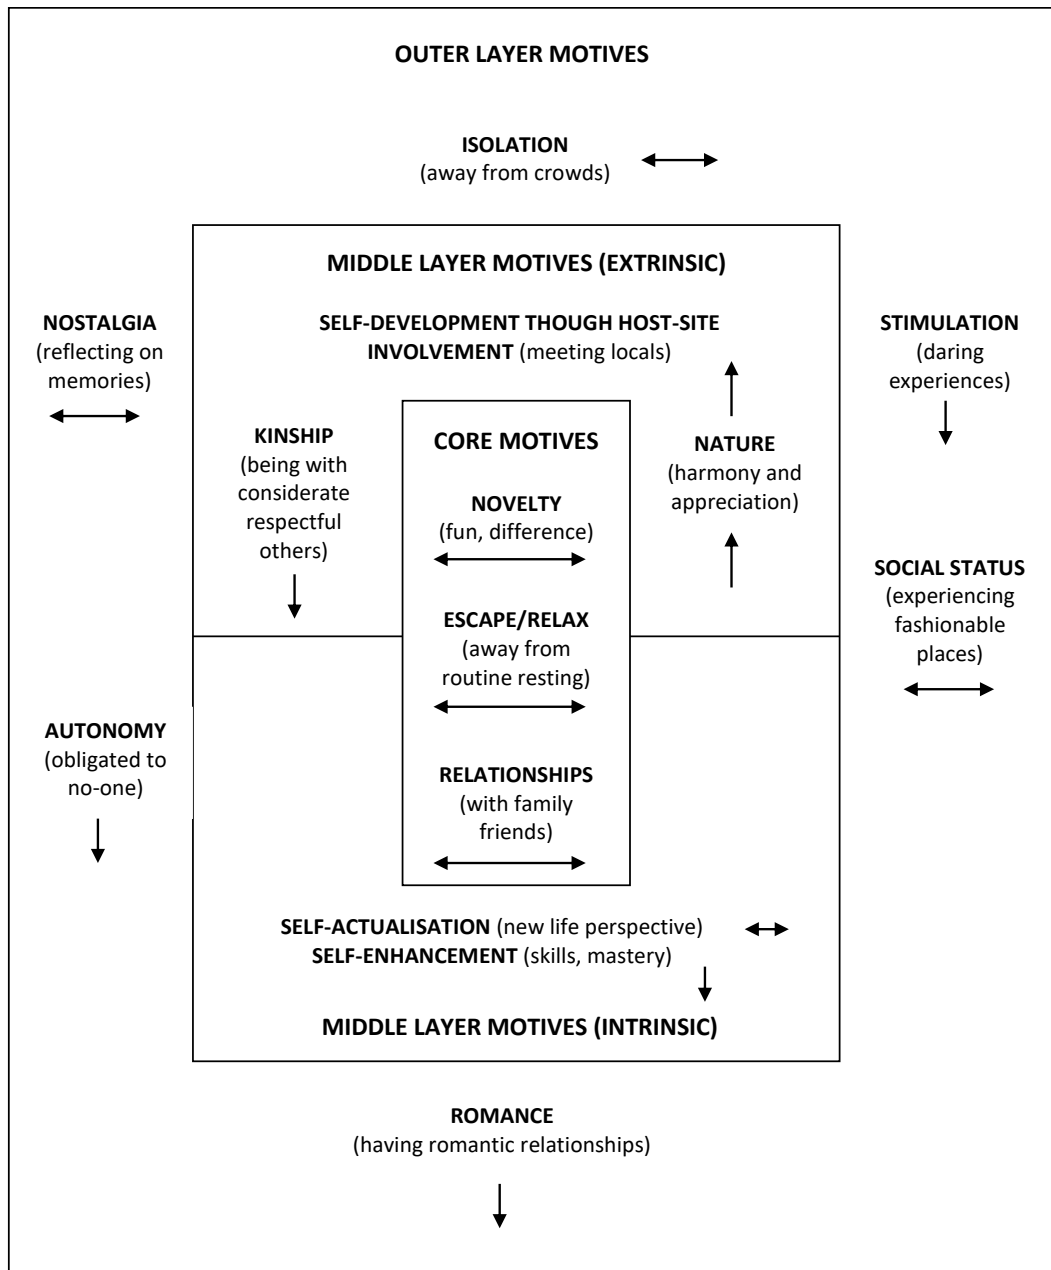 OUTER LAYER MOTIVES
ISOLATION
(away from crowds)
MIDDLE LAYER MOTIVES (EXTRINSIC)
NOSTALGIA
(reflecting on
memories)
SELF-DEVELOPMENT THOUGH HOST-SITE
INVOLVEMENT (meeting locals)
STIMULATION
(daring
experiences)
KINSHIP
(being with
considerate
respectful
others)
CORE MOTIVES
NOVELTY
(fun, difference)
NATURE
(harmony and
appreciation)
SOCIAL STATUS
(experiencing
fashionable
places)
ESCAPE/RELAX
(away from
routine resting)
AUTONOMY
(obligated to
no-one)
RELATIONSHIPS
(with family
friends)
SELF-ACTUALISATION (new life perspective)
SELF-ENHANCEMENT (skills, mastery)
MIDDLE LAYER MOTIVES (INTRINSIC)
ROMANCE
(having romantic relationships)